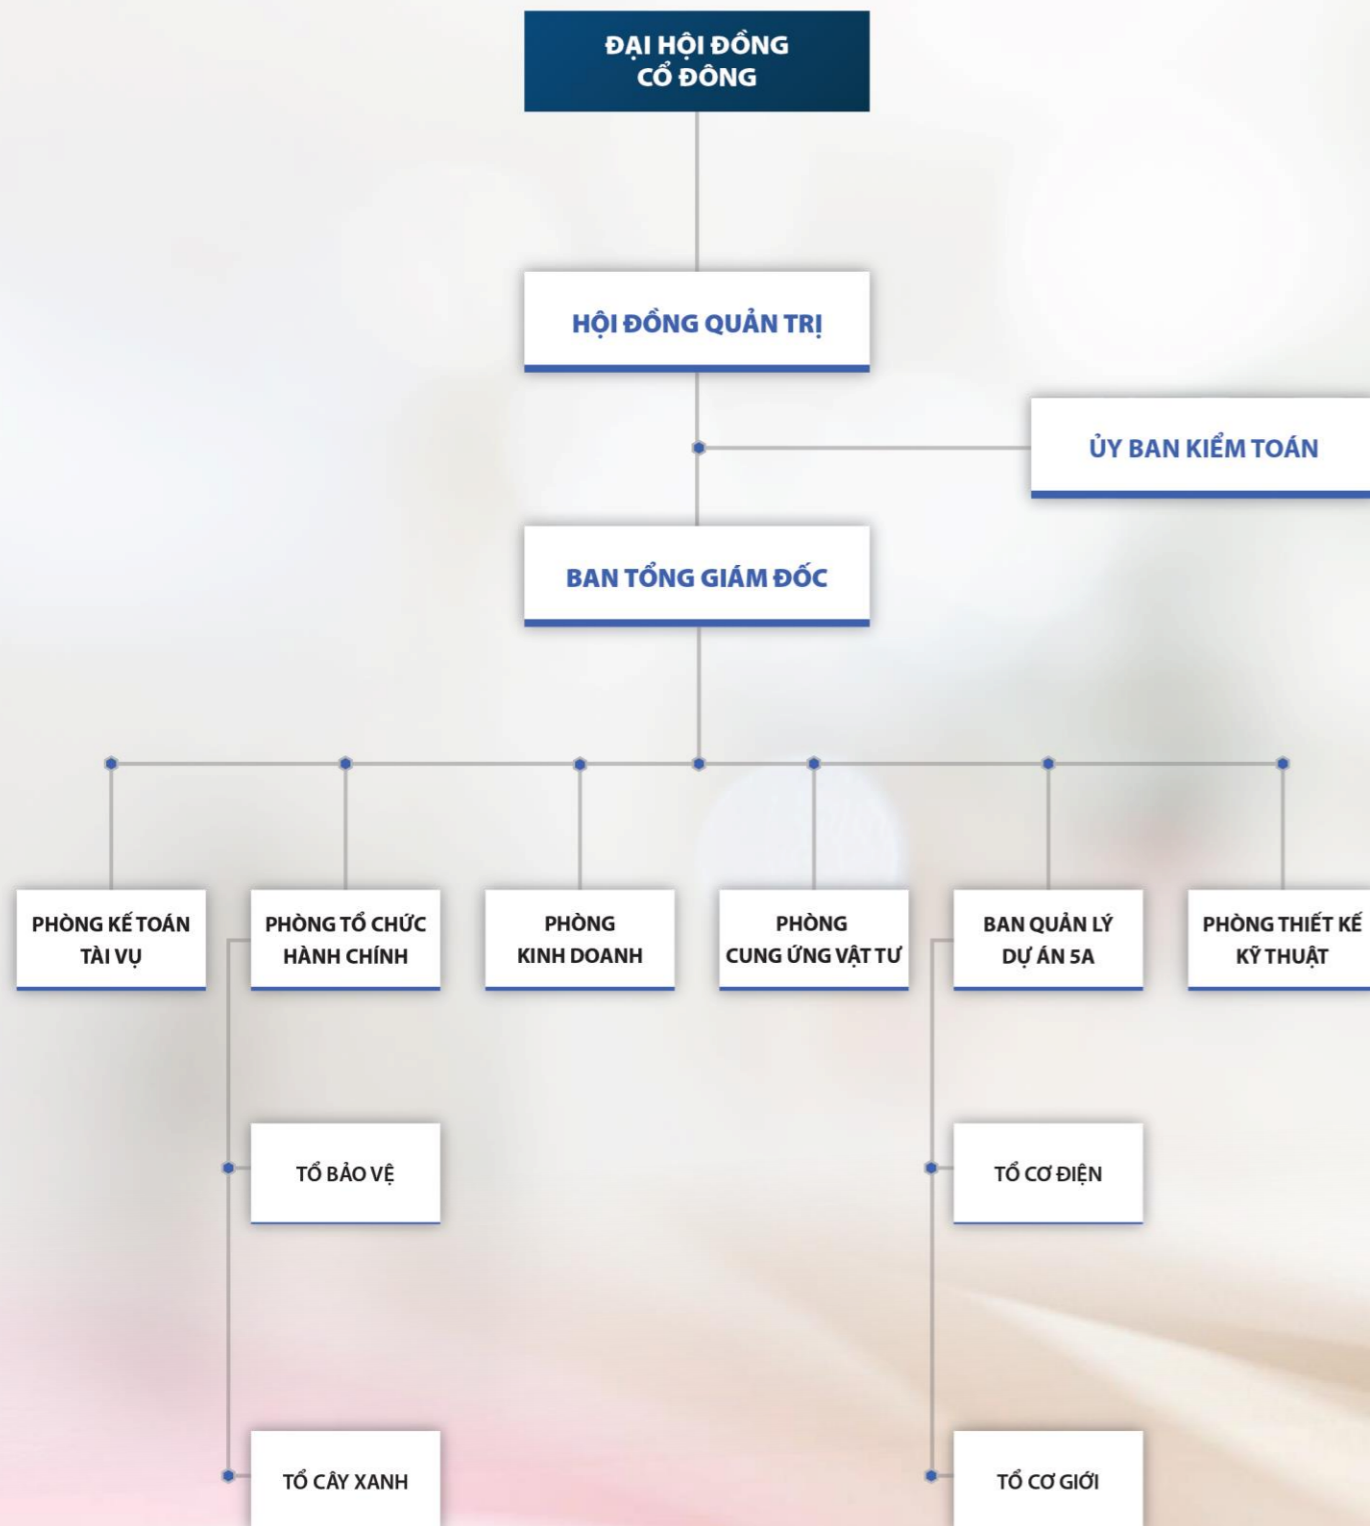 ĐẠI HỘI ĐỒNG
CỔ ĐÔNG
HỘI ĐỒNG QUẢN TRỊ
ỦY BAN KIỂM TOÁN
BAN TỔNG GIÁM ĐỐC
PHÒNG KẾ TOÁN
TÀI VỤ
PHÒNG TỔ CHỨC
HÀNH CHÍNH
PHÒNG
KINH DOANH
PHÒNG
CUNG ỨNG VẬT TƯ
BAN QUẢN LÝ
DỰ ÁN 5A
PHÒNG THIẾT KẾ
KỸ THUẬT
TỔ BẢO VỆ
TỔ CƠ ĐIỆN
TỔ CÂY XANH
TỔ CƠ GIỚI